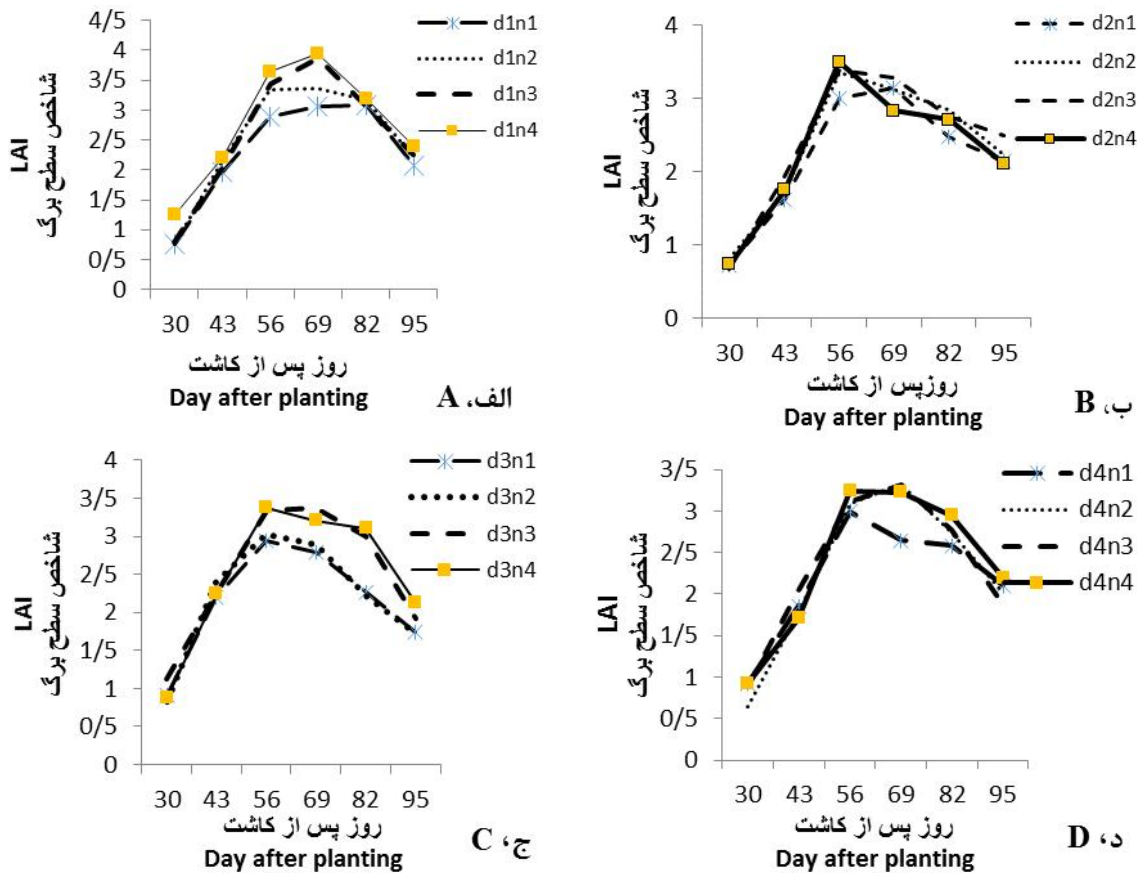 4/5
4
3/5
3
2/5
2
1/5
1
0/5
0
LAI
شاخص سطح برگ
30 43 56 69 82 95
روز پس از کاشت
Day after planting
الف، A
d1n1
d1n2
d1n3
d1n4
4
3
2
1
0
LAI
شاخص سطح برگ
30 43 56 69 82 95
روزپس از کاشت
Day after planting
ب، B
d2n1
d2n2
d2n3
d2n4
4
3/5
3
2/5
2
1/5
1
0/5
0
LAI
شاخص سطح برگ
30 43 56 69 82 95
روز پس از کاشت
Day after planting
ج، C
d3n1
d3n2
d3n3
d3n4
3/5
3
2/5
2
1/5
1
0/5
0
LAI
شاخص سطح برگ
30 43 56 69 82 95
روز پس از کاشت
Day after planting
د، D
d4n1
d4n2
d4n3
d4n4